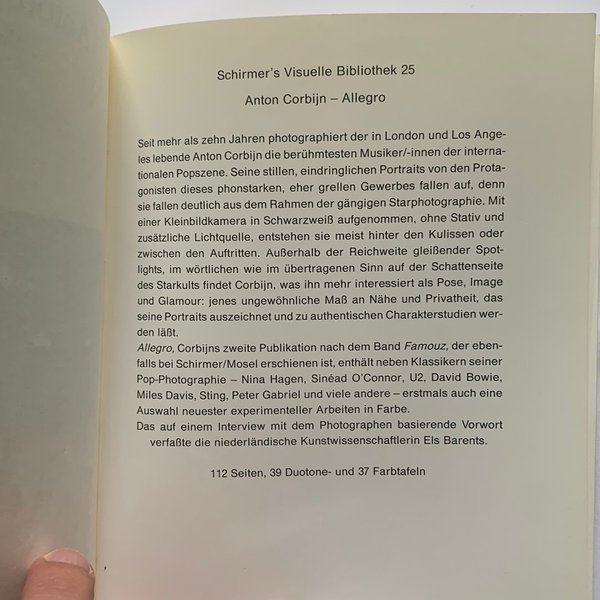 Schirmer's Visuelle Bibliothek 25
Anton Corbijn – Allegro
Seit mehr als zehn Jahren photographiert der in London und Los Ange-
les lebende Anton Corbijn die berühmtesten Musiker/-innen der interna-
tionalen Popszene. Seine stillen, eindringlichen Portraits von den Prota-
gonisten dieses phonstarken, eher grellen Gewerbes fallen auf, denn
sie fallen deutlich aus dem Rahmen der gängigen Starphotographie. Mit
einer Kleinbildkamera in Schwarzweiß aufgenommen, ohne Stativ und
zusätzliche Lichtquelle, entstehen sie meist hinter den Kulissen oder
zwischen den Auftritten. Außerhalb der Reichweite gleißender Spot-
lights, im wörtlichen wie im übertragenen Sinn auf der Schattenseite
des Starkults findet Corbijn, was ihn mehr interessiert als Pose, Image
und Glamour: jenes ungewöhnliche Maß an Nähe und Privatheit, das
seine Portraits auszeichnet und zu authentischen Charakterstudien wer-
den läßt.
Allegro, Corbijns zweite Publikation nach dem Band Famouz, der eben-
falls bei Schirmer/Mosel erschienen ist, enthält neben Klassikern seiner
Pop-Photographie – Nina Hagen, Sinéad O'Connor, U2, David Bowie,
Miles Davis, Sting, Peter Gabriel und viele andere – erstmals auch eine
Auswahl neuester experimenteller Arbeiten in Farbe.
Das auf einem Interview mit dem Photographen basierende Vorwort
verfaßte die niederländische Kunstwissenschaftlerin Els Barents.
112 Seiten, 39 Duotone- und 37 Farbtafeln